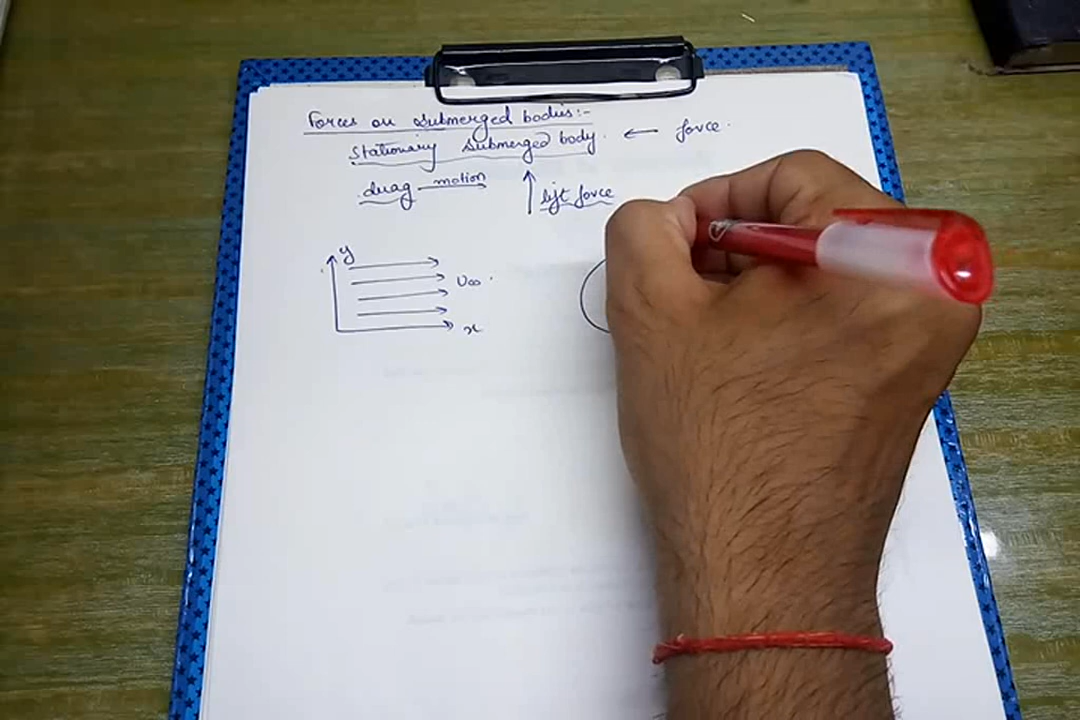 Forces on submerged bodies:-
Stationary submerged body. ← force.
drag motion → ↑ lift force
y
U∞
x